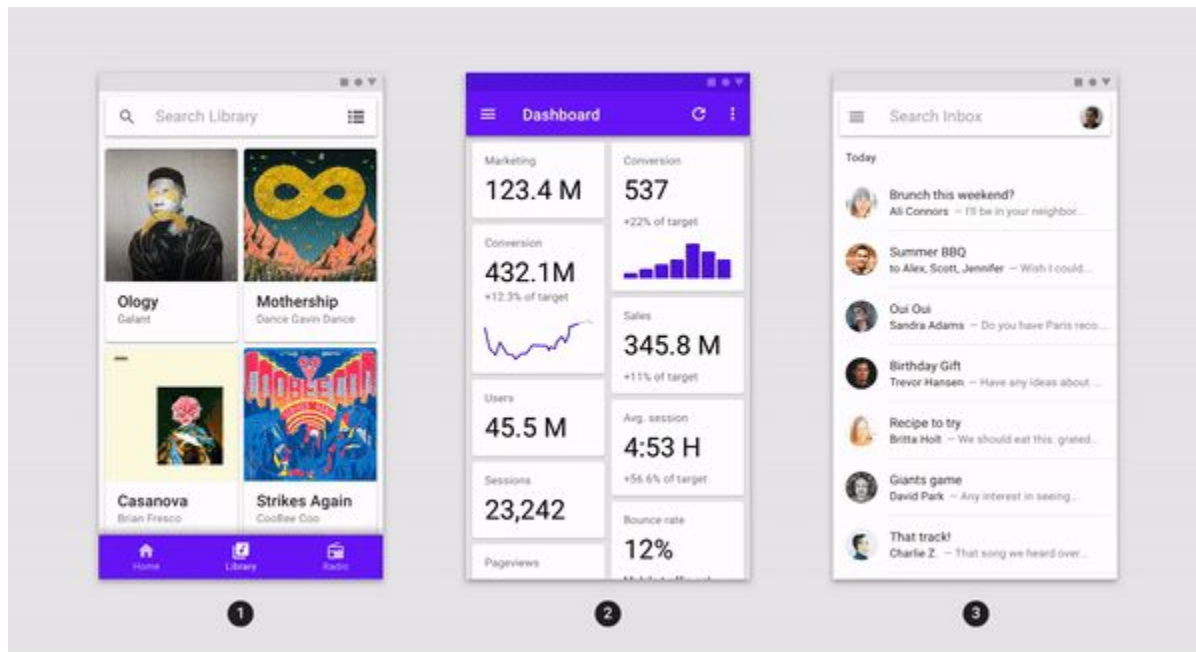 Search Library
Ology
Galant
Mothership
Dance Gavin Dance
Casanova
Brian Fresco
Strikes Again
CooBee Coo
Home
Library
Radio
1
Dashboard
Marketing
123.4 M
Conversion
432.1M
+12.3% of target
Users
45.5 M
Sessions
23,242
Pageviews
Conversion
537
+22% of target
Sales
345.8 M
+11% of target
Avg. session
4:53 H
+56.6% of target
Bounce rate
12%
2
Search Inbox
Today
Brunch this weekend?
Ali Connors — I'll be in your neighbor...
Summer BBQ
to Alex, Scott, Jennifer — Wish I could...
Oui Oui
Sandra Adams — Do you have Paris reco...
Birthday Gift
Trevor Hansen — Have any ideas about ...
Recipe to try
Britta Holt — We should eat this: grated...
Giants game
David Park — Any interest in seeing...
That track!
Charlie Z. — That song we heard over...
3